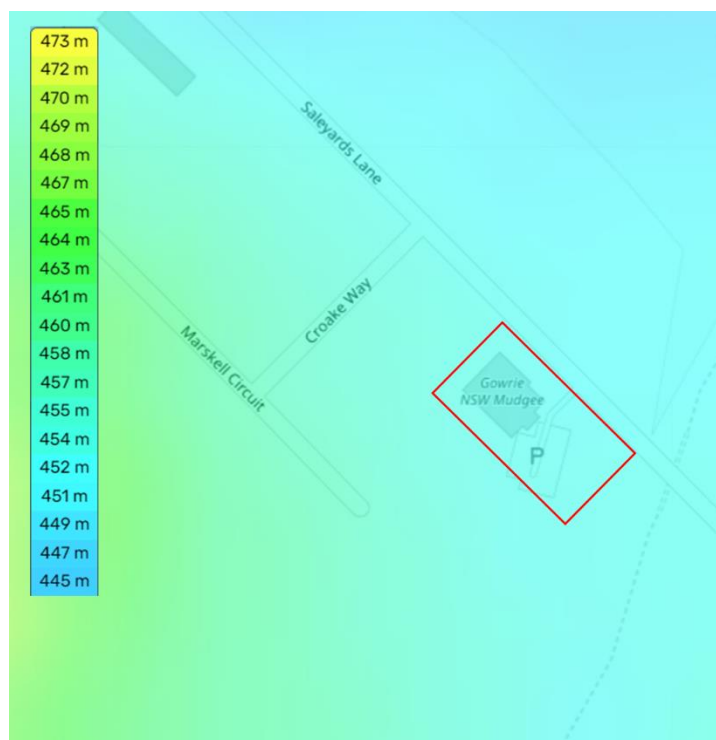 473 m
472 m
470 m
469 m
468 m
467 m
465 m
464 m
463 m
461 m
460 m
458 m
457 m
455 m
454 m
452 m
451 m
449 m
447 m
445 m
Saleyards Lane
Croake Way
Marskell Circuit
Gowrie
NSW Mudgee
P